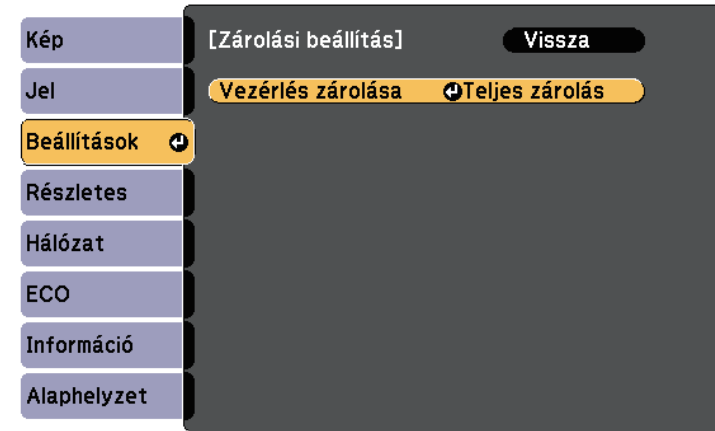 Kép
Jel
Beállítások
Részletes
Hálózat
ECO
Információ
Alaphelyzet
[Zárolási beállítás] Vissza
Vezérlés zárolása Teljes zárolás